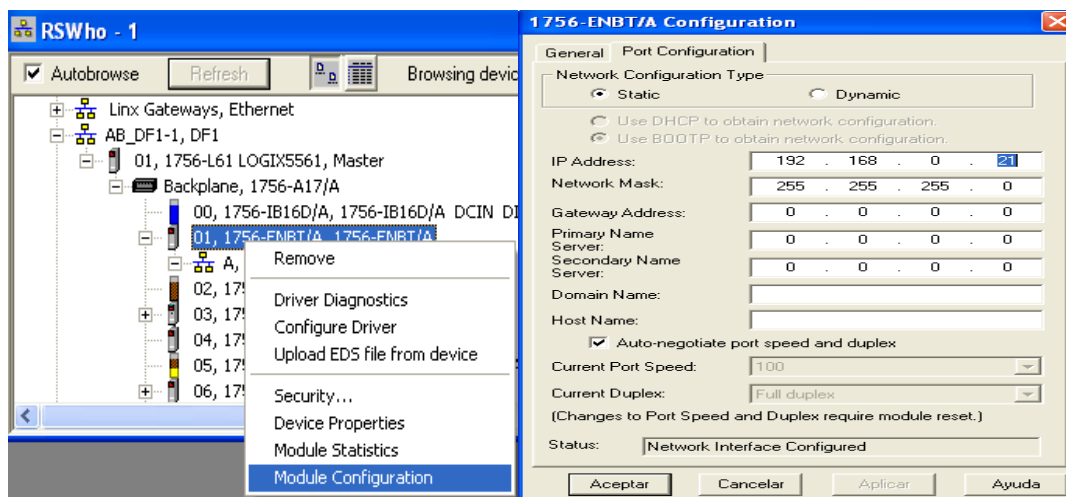 RSWho - 1
Autobrowse Refresh Browsing devic
Linx Gateways, Ethernet
AB_DF1-1, DF1
01, 1756-L61 LOGIX5561, Master
Backplane, 1756-A17/A
00, 1756-IB16D/A, 1756-IB16D/A DCIN DI
01, 1756-ENBT/A, 1756-ENBT/A
A,
02, 17
03, 17
04, 17
05, 17
06, 17
Remove
Driver Diagnostics
Configure Driver
Upload EDS file from device
Security...
Device Properties
Module Statistics
Module Configuration
1756-ENBT/A Configuration
General Port Configuration
Network Configuration Type
Static Dynamic
Use DHCP to obtain network configuration.
Use BOOTP to obtain network configuration.
IP Address: 192 . 168 . 0 . 21
Network Mask: 255 . 255 . 255 . 0
Gateway Address: 0 . 0 . 0 . 0
Primary Name
Server: 0 . 0 . 0 . 0
Secondary Name
Server: 0 . 0 . 0 . 0
Domain Name:
Host Name:
Auto-negotiate port speed and duplex
Current Port Speed: 100
Current Duplex: Full duplex
(Changes to Port Speed and Duplex require module reset.)
Status: Network Interface Configured
Aceptar Cancelar Aplicar Ayuda